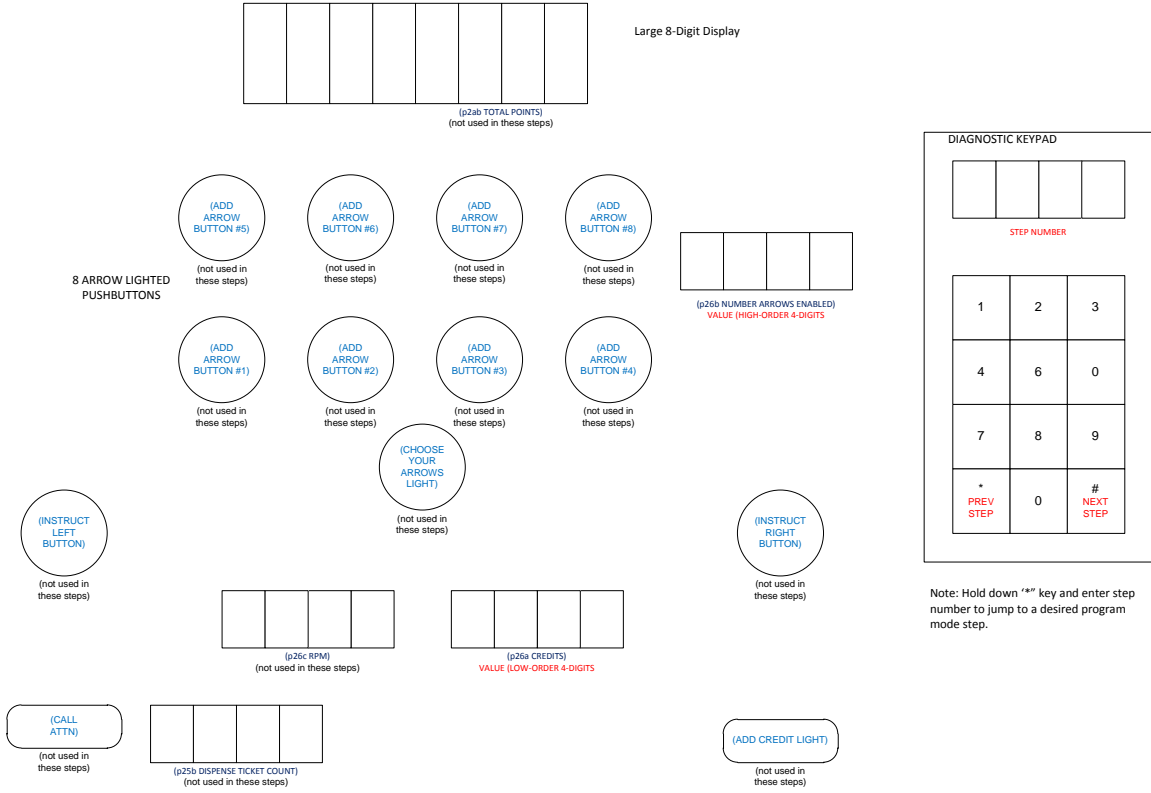 Large 8-Digit Display
(p2ab TOTAL POINTS)
(not used in these steps)
DIAGNOSTIC KEYPAD
STEP NUMBER
(ADD
ARROW
BUTTON #5)
(not used in
these steps)
(ADD
ARROW
BUTTON #6)
(not used in
these steps)
(ADD
ARROW
BUTTON #7)
(not used in
these steps)
(ADD
ARROW
BUTTON #8)
(not used in
these steps)
8 ARROW LIGHTED
PUSHBUTTONS
(p26b NUMBER ARROWS ENABLED)
VALUE (HIGH-ORDER 4-DIGITS
(ADD
ARROW
BUTTON #1)
(not used in
these steps)
(ADD
ARROW
BUTTON #2)
(not used in
these steps)
(ADD
ARROW
BUTTON #3)
(not used in
these steps)
(ADD
ARROW
BUTTON #4)
(not used in
these steps)
1 2 3
4 6 0
7 8 9
*
PREV
STEP
0
#
NEXT
STEP
(CHOOSE
YOUR
ARROWS
LIGHT)
(not used in
these steps)
(INSTRUCT
LEFT
BUTTON)
(not used in
these steps)
(INSTRUCT
RIGHT
BUTTON)
(not used in
these steps)
Note: Hold down ‘*” key and enter step
number to jump to a desired program
mode step.
(p26c RPM)
(not used in these steps)
(p26a CREDITS)
VALUE (LOW-ORDER 4-DIGITS
(CALL
ATTN)
(not used in
these steps)
(p25b DISPENSE TICKET COUNT)
(not used in these steps)
(ADD CREDIT LIGHT)
(not used in
these steps)